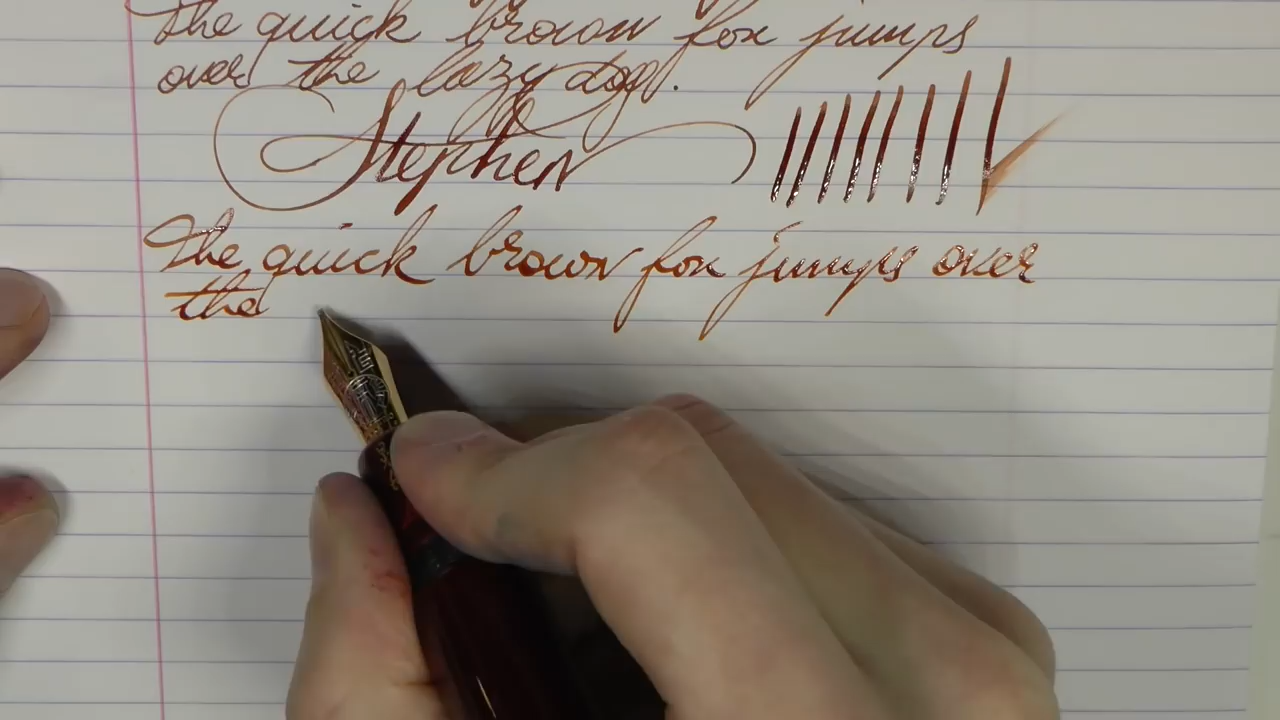 The quick brown fox jumps
over the lazy dog.
Stephen
The quick brown fox jumps over
the